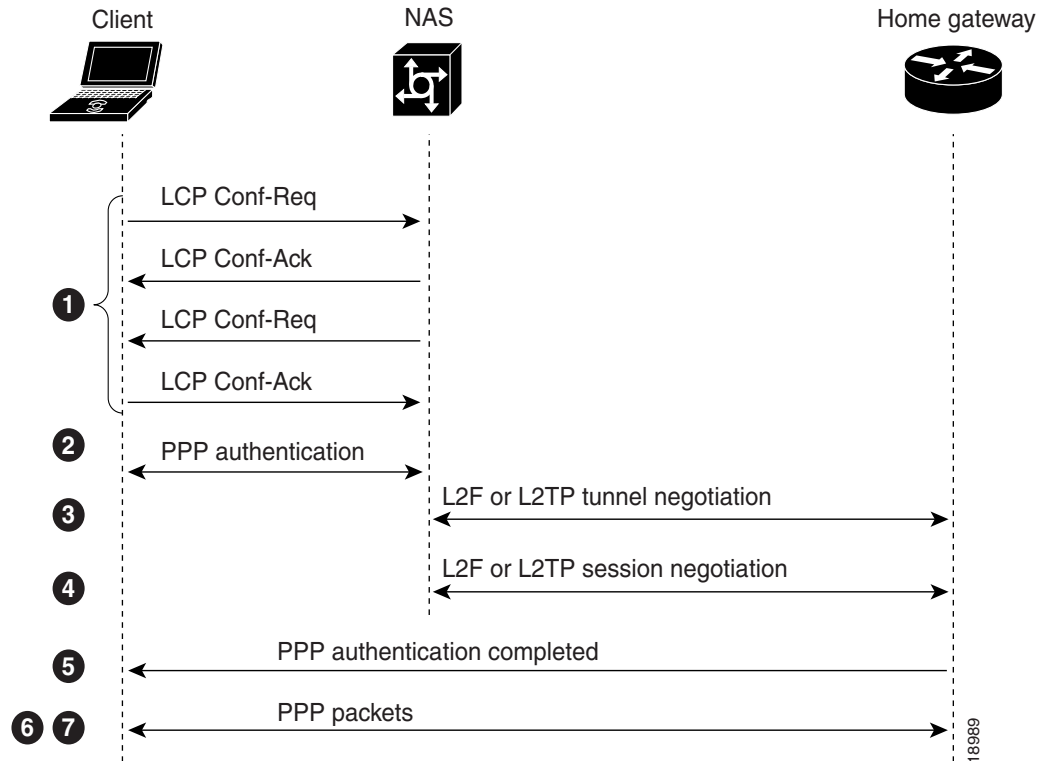 Client
NAS
Home gateway
LCP Conf-Req
LCP Conf-Ack
1
LCP Conf-Req
LCP Conf-Ack
2
PPP authentication
3
L2F or L2TP tunnel negotiation
4
L2F or L2TP session negotiation
5
PPP authentication completed
6 7
PPP packets
18989